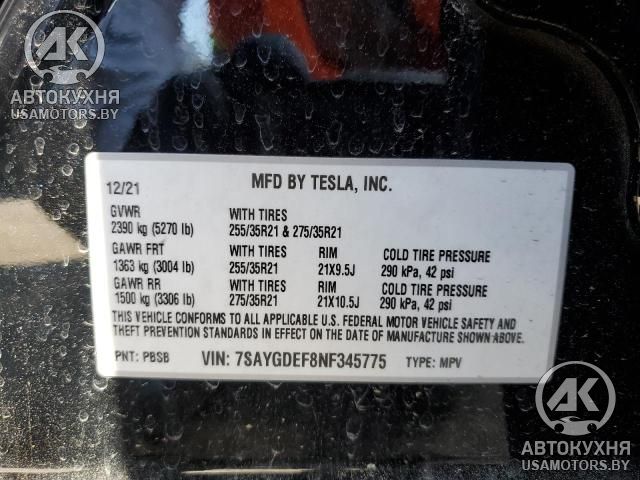 AK
АВТОКУХНЯ
USAMOTORS.BY
12/21
MFD BY TESLA, INC.
GVWR
2390 kg (5270 lb)
WITH TIRES
255/35R21 & 275/35R21
GAWR FRT
1363 kg (3004 lb)
WITH TIRES
255/35R21
RIM
21X9.5J
COLD TIRE PRESSURE
290 kPa, 42 psi
GAWR RR
1500 kg (3306 lb)
WITH TIRES
275/35R21
RIM
21X10.5J
COLD TIRE PRESSURE
290 kPa, 42 psi
THIS VEHICLE CONFORMS TO ALL APPLICABLE U.S. FEDERAL MOTOR VEHICLE SAFETY AND
THEFT PREVENTION STANDARDS IN EFFECT ON THE DATE OF MANUFACTURE SHOWN ABOVE.
PNT: PBSB
VIN: 7SAYGDEF8NF345775
TYPE: MPV
AK
АВТОКУХНЯ
USAMOTORS.BY